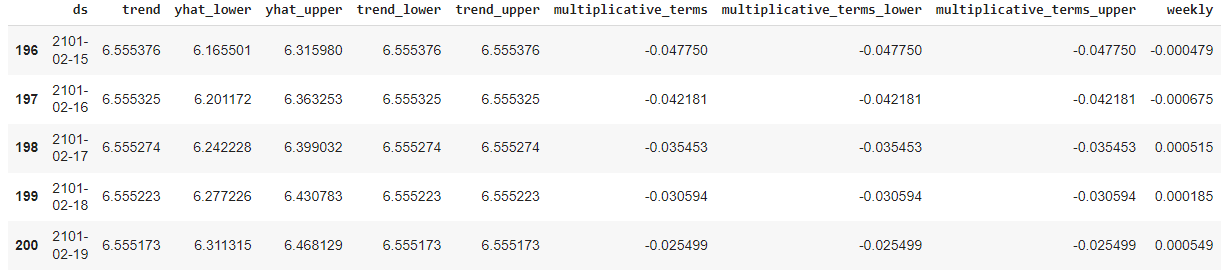 ds trend yhat_lower yhat_upper trend_lower trend_upper multiplicative_terms multiplicative_terms_lower multiplicative_terms_upper weekly
196 2101-02-15 6.555376 6.165501 6.315980 6.555376 6.555376 -0.047750 -0.047750 -0.047750 -0.000479
197 2101-02-16 6.555325 6.201172 6.363253 6.555325 6.555325 -0.042181 -0.042181 -0.042181 -0.000675
198 2101-02-17 6.555274 6.242228 6.399032 6.555274 6.555274 -0.035453 -0.035453 -0.035453 0.000515
199 2101-02-18 6.555223 6.277226 6.430783 6.555223 6.555223 -0.030594 -0.030594 -0.030594 0.000185
200 2101-02-19 6.555173 6.311315 6.468129 6.555173 6.555173 -0.025499 -0.025499 -0.025499 0.000549